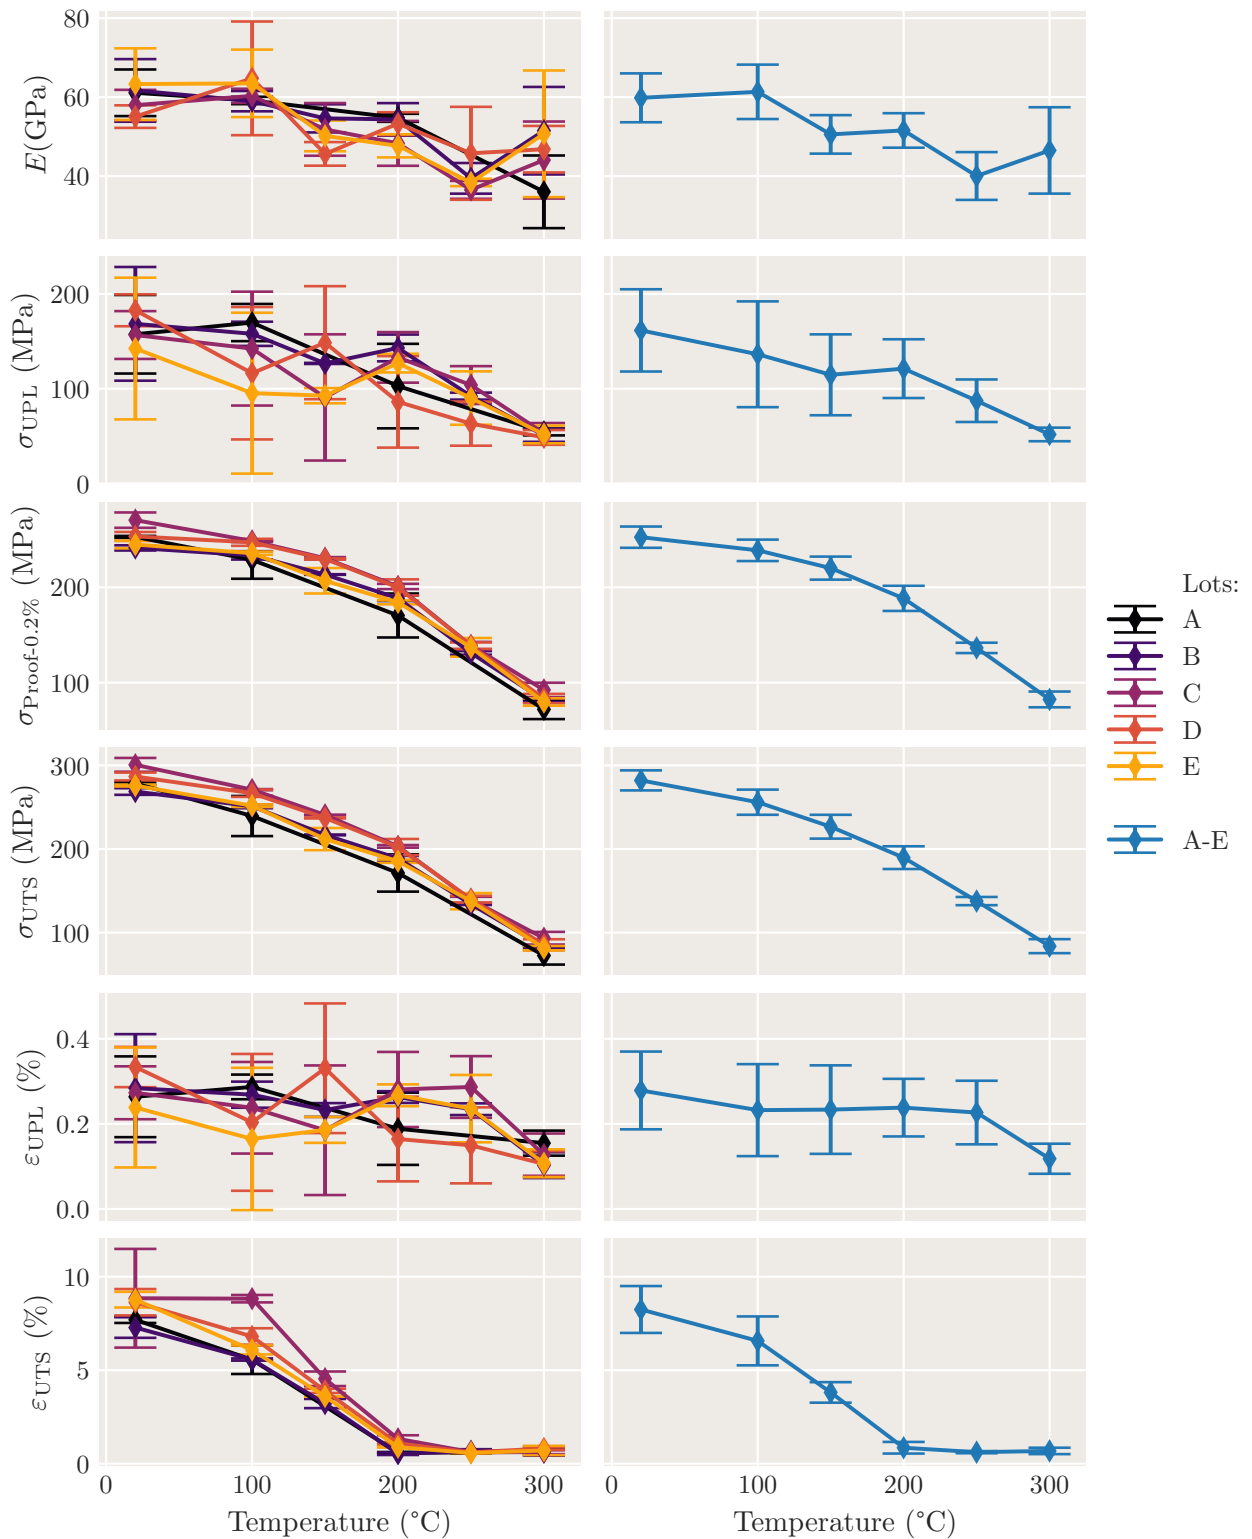 80
60
40
E(GPa)
200
100
0
σUPL (MPa)
200
100
σProof-0.2% (MPa)
300
200
100
σUTS (MPa)
0.4
0.2
0.0
εUPL (%)
10
5
0
εUTS (%)
0 100 200 300
0 100 200 300
Temperature (°C)
Temperature (°C)
Lots:
A
B
C
D
E
A-E